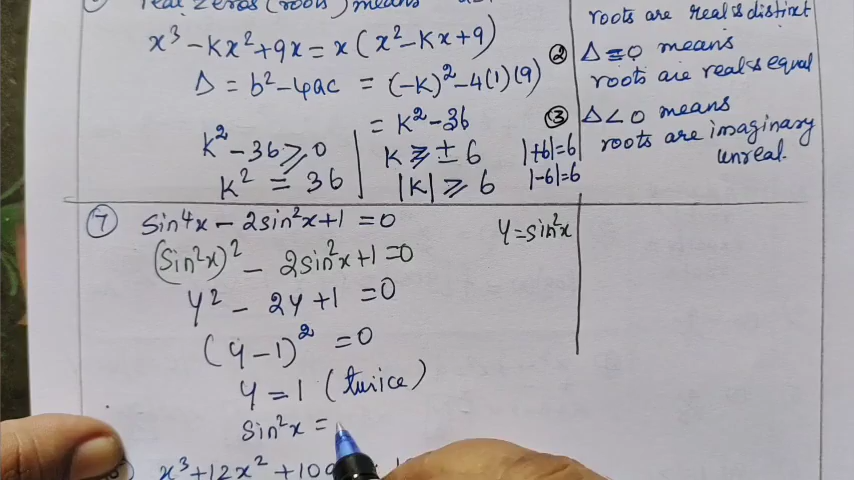 real zeros (roots) means
x³ - Kx² + 9x = x(x² - Kx + 9)
Δ = b² - 4ac = (-K)² - 4(1)(9)
= K² - 36
K² - 36 ≥ 0
K² = 36
K ≥ ± 6
|K| ≥ 6
|+6| = 6
|-6| = 6
roots are real & distinct
② Δ = 0 means
roots are real & equal
③ Δ < 0 means
roots are imaginary
unreal.
⑦ sin⁴x - 2sin²x + 1 = 0
y = sin²x
(sin²x)² - 2sin²x + 1 = 0
y² - 2y + 1 = 0
(y - 1)² = 0
y = 1 (twice)
sin²x =
x³ + 12x² + 10